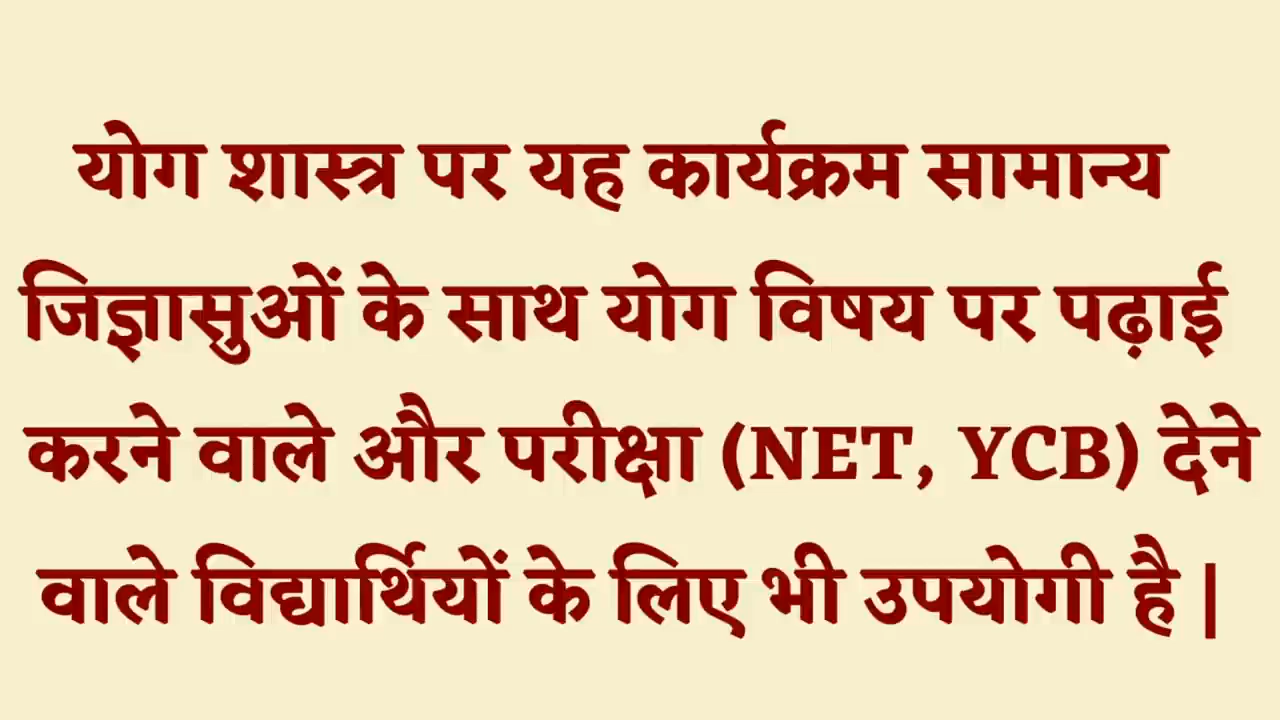 योग शास्त्र पर यह कार्यक्रम सामान्य
जिज्ञासुओं के साथ योग विषय पर पढ़ाई
करने वाले और परीक्षा (NET, YCB) देने
वाले विद्यार्थियों के लिए भी उपयोगी है |